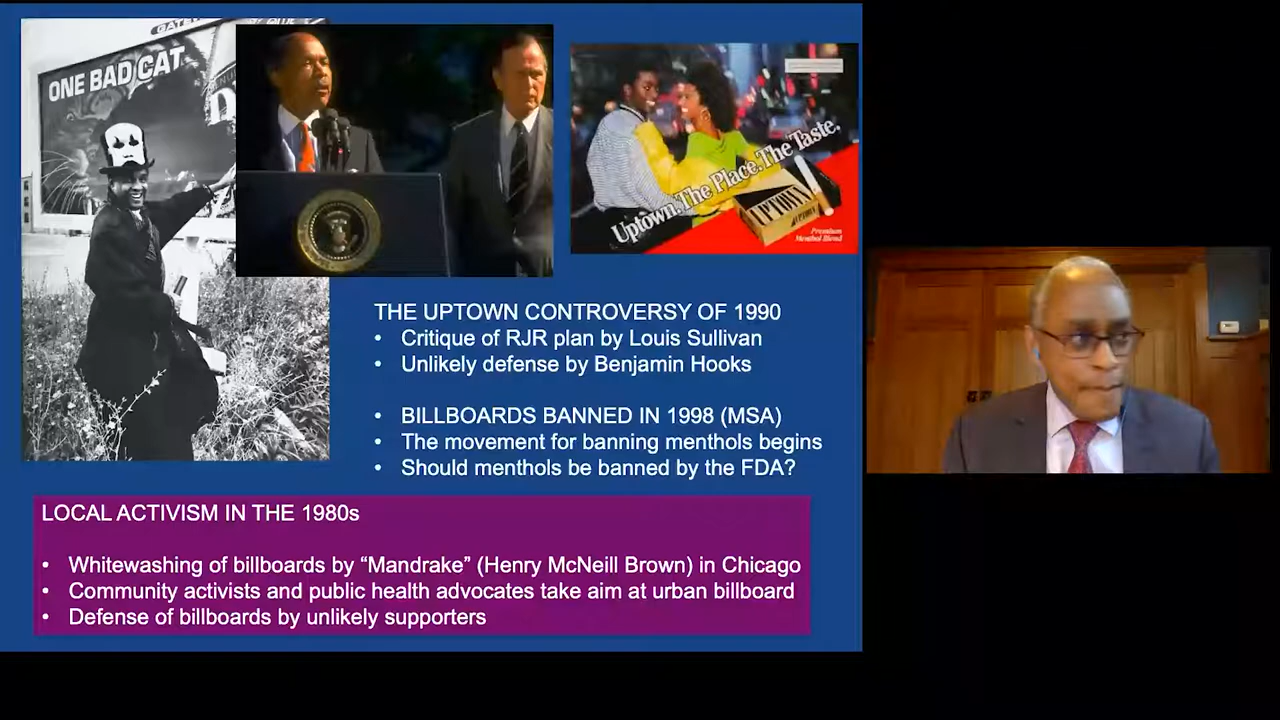 GATEWAY
ONE BAD CAT
Uptown. The Place. The Taste.
UPTOWN
UPTOWN
Premium
Menthol Blend
THE UPTOWN CONTROVERSY OF 1990
• Critique of RJR plan by Louis Sullivan
• Unlikely defense by Benjamin Hooks
• BILLBOARDS BANNED IN 1998 (MSA)
• The movement for banning menthols begins
• Should menthols be banned by the FDA?
LOCAL ACTIVISM IN THE 1980s
• Whitewashing of billboards by “Mandrake” (Henry McNeill Brown) in Chicago
• Community activists and public health advocates take aim at urban billboard
• Defense of billboards by unlikely supporters